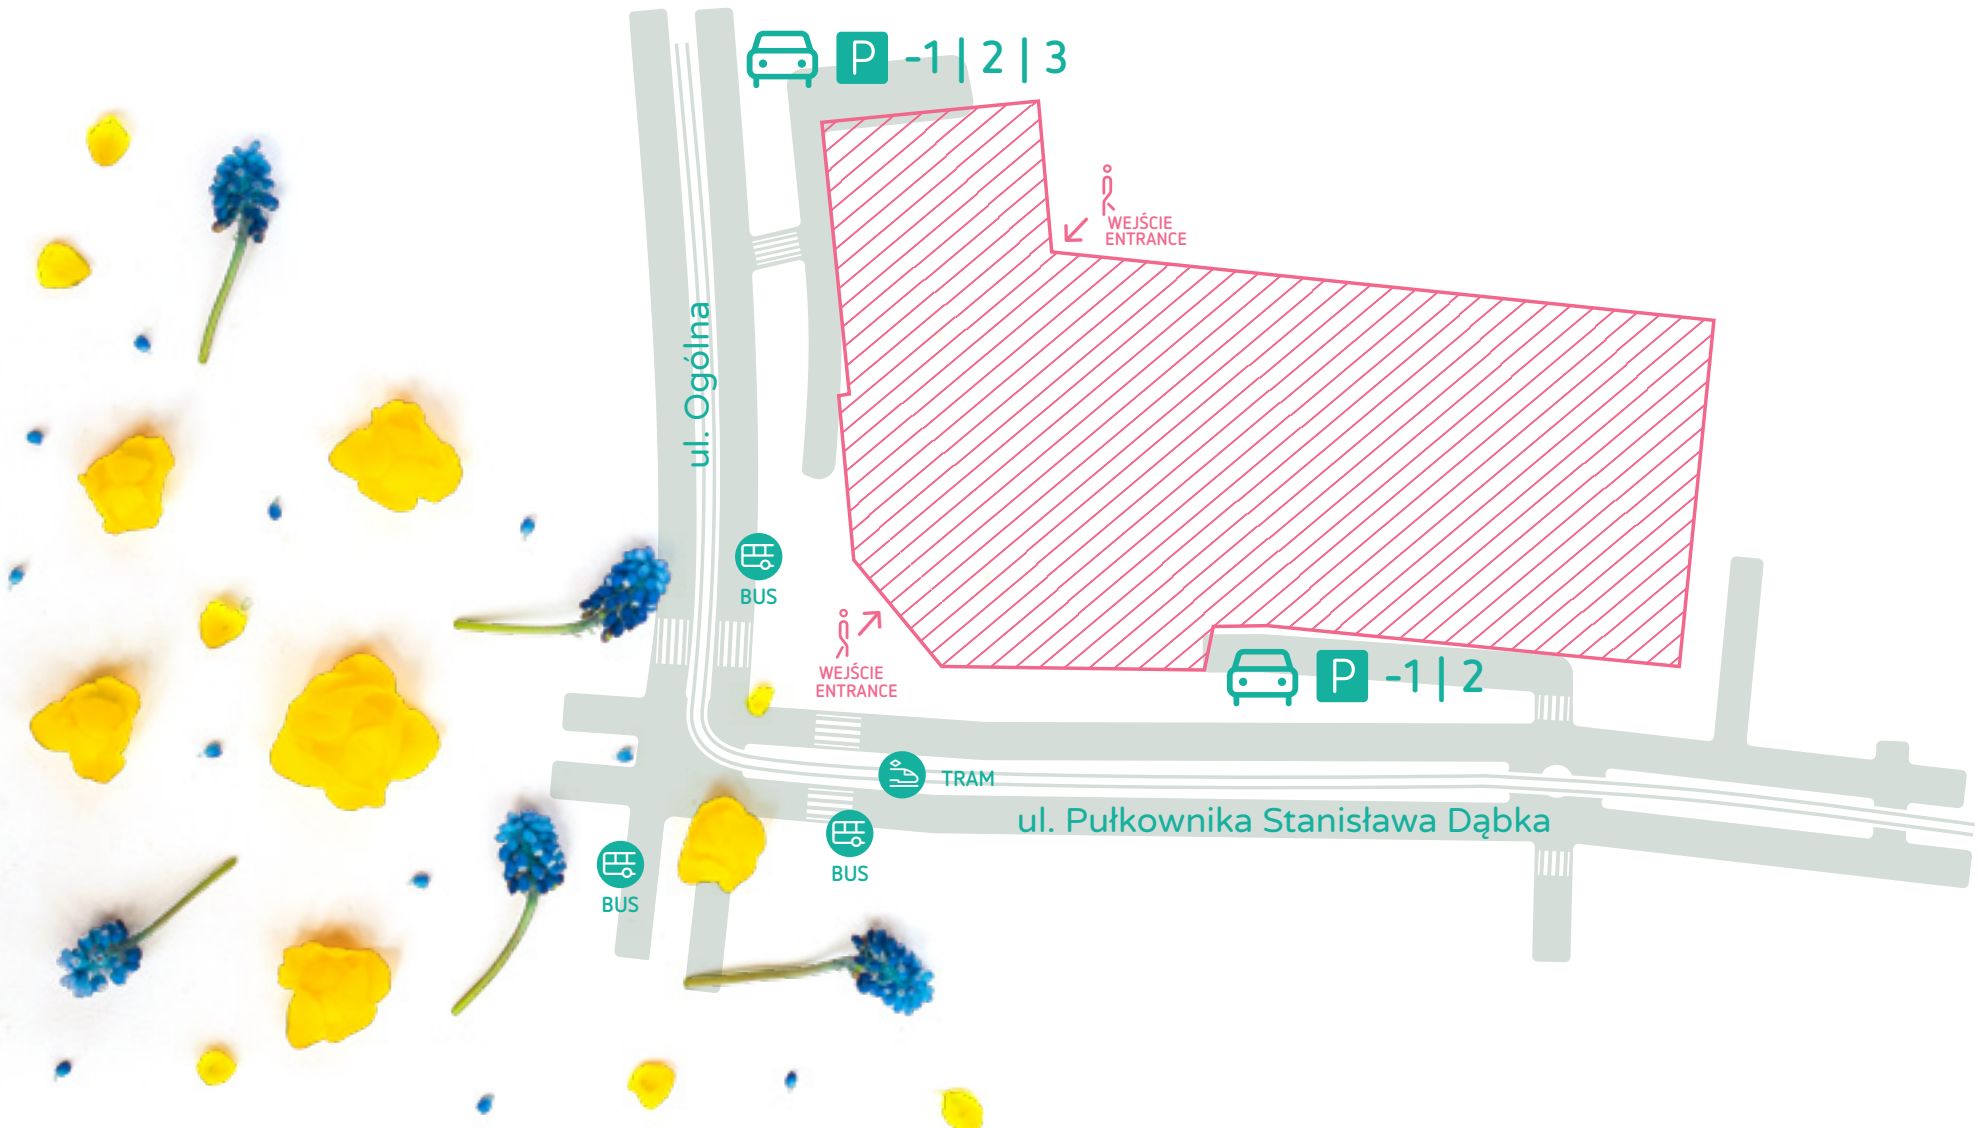 P -1 | 2 | 3
WEJŚCIE
ENTRANCE
ul. Ogólna
BUS
WEJŚCIE
ENTRANCE
P -1 | 2
TRAM
ul. Pułkownika Stanisława Dąbka
BUS
BUS